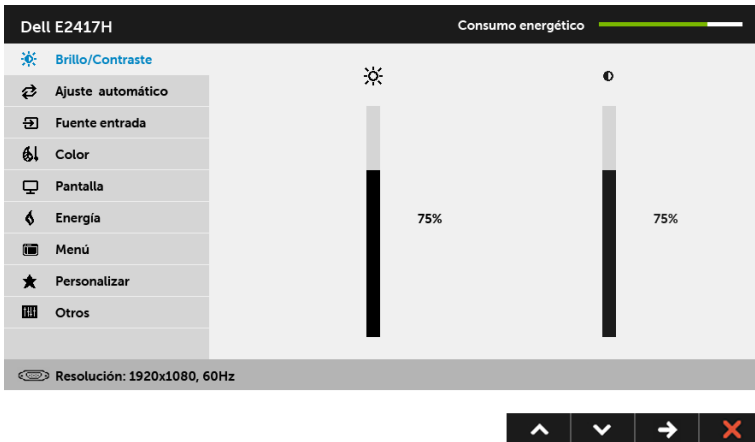 Dell E2417H
Consumo energético
Brillo/Contraste
Ajuste automático
Fuente entrada
Color
Pantalla
Energía
Menú
Personalizar
Otros
75%
75%
Resolución: 1920x1080, 60Hz